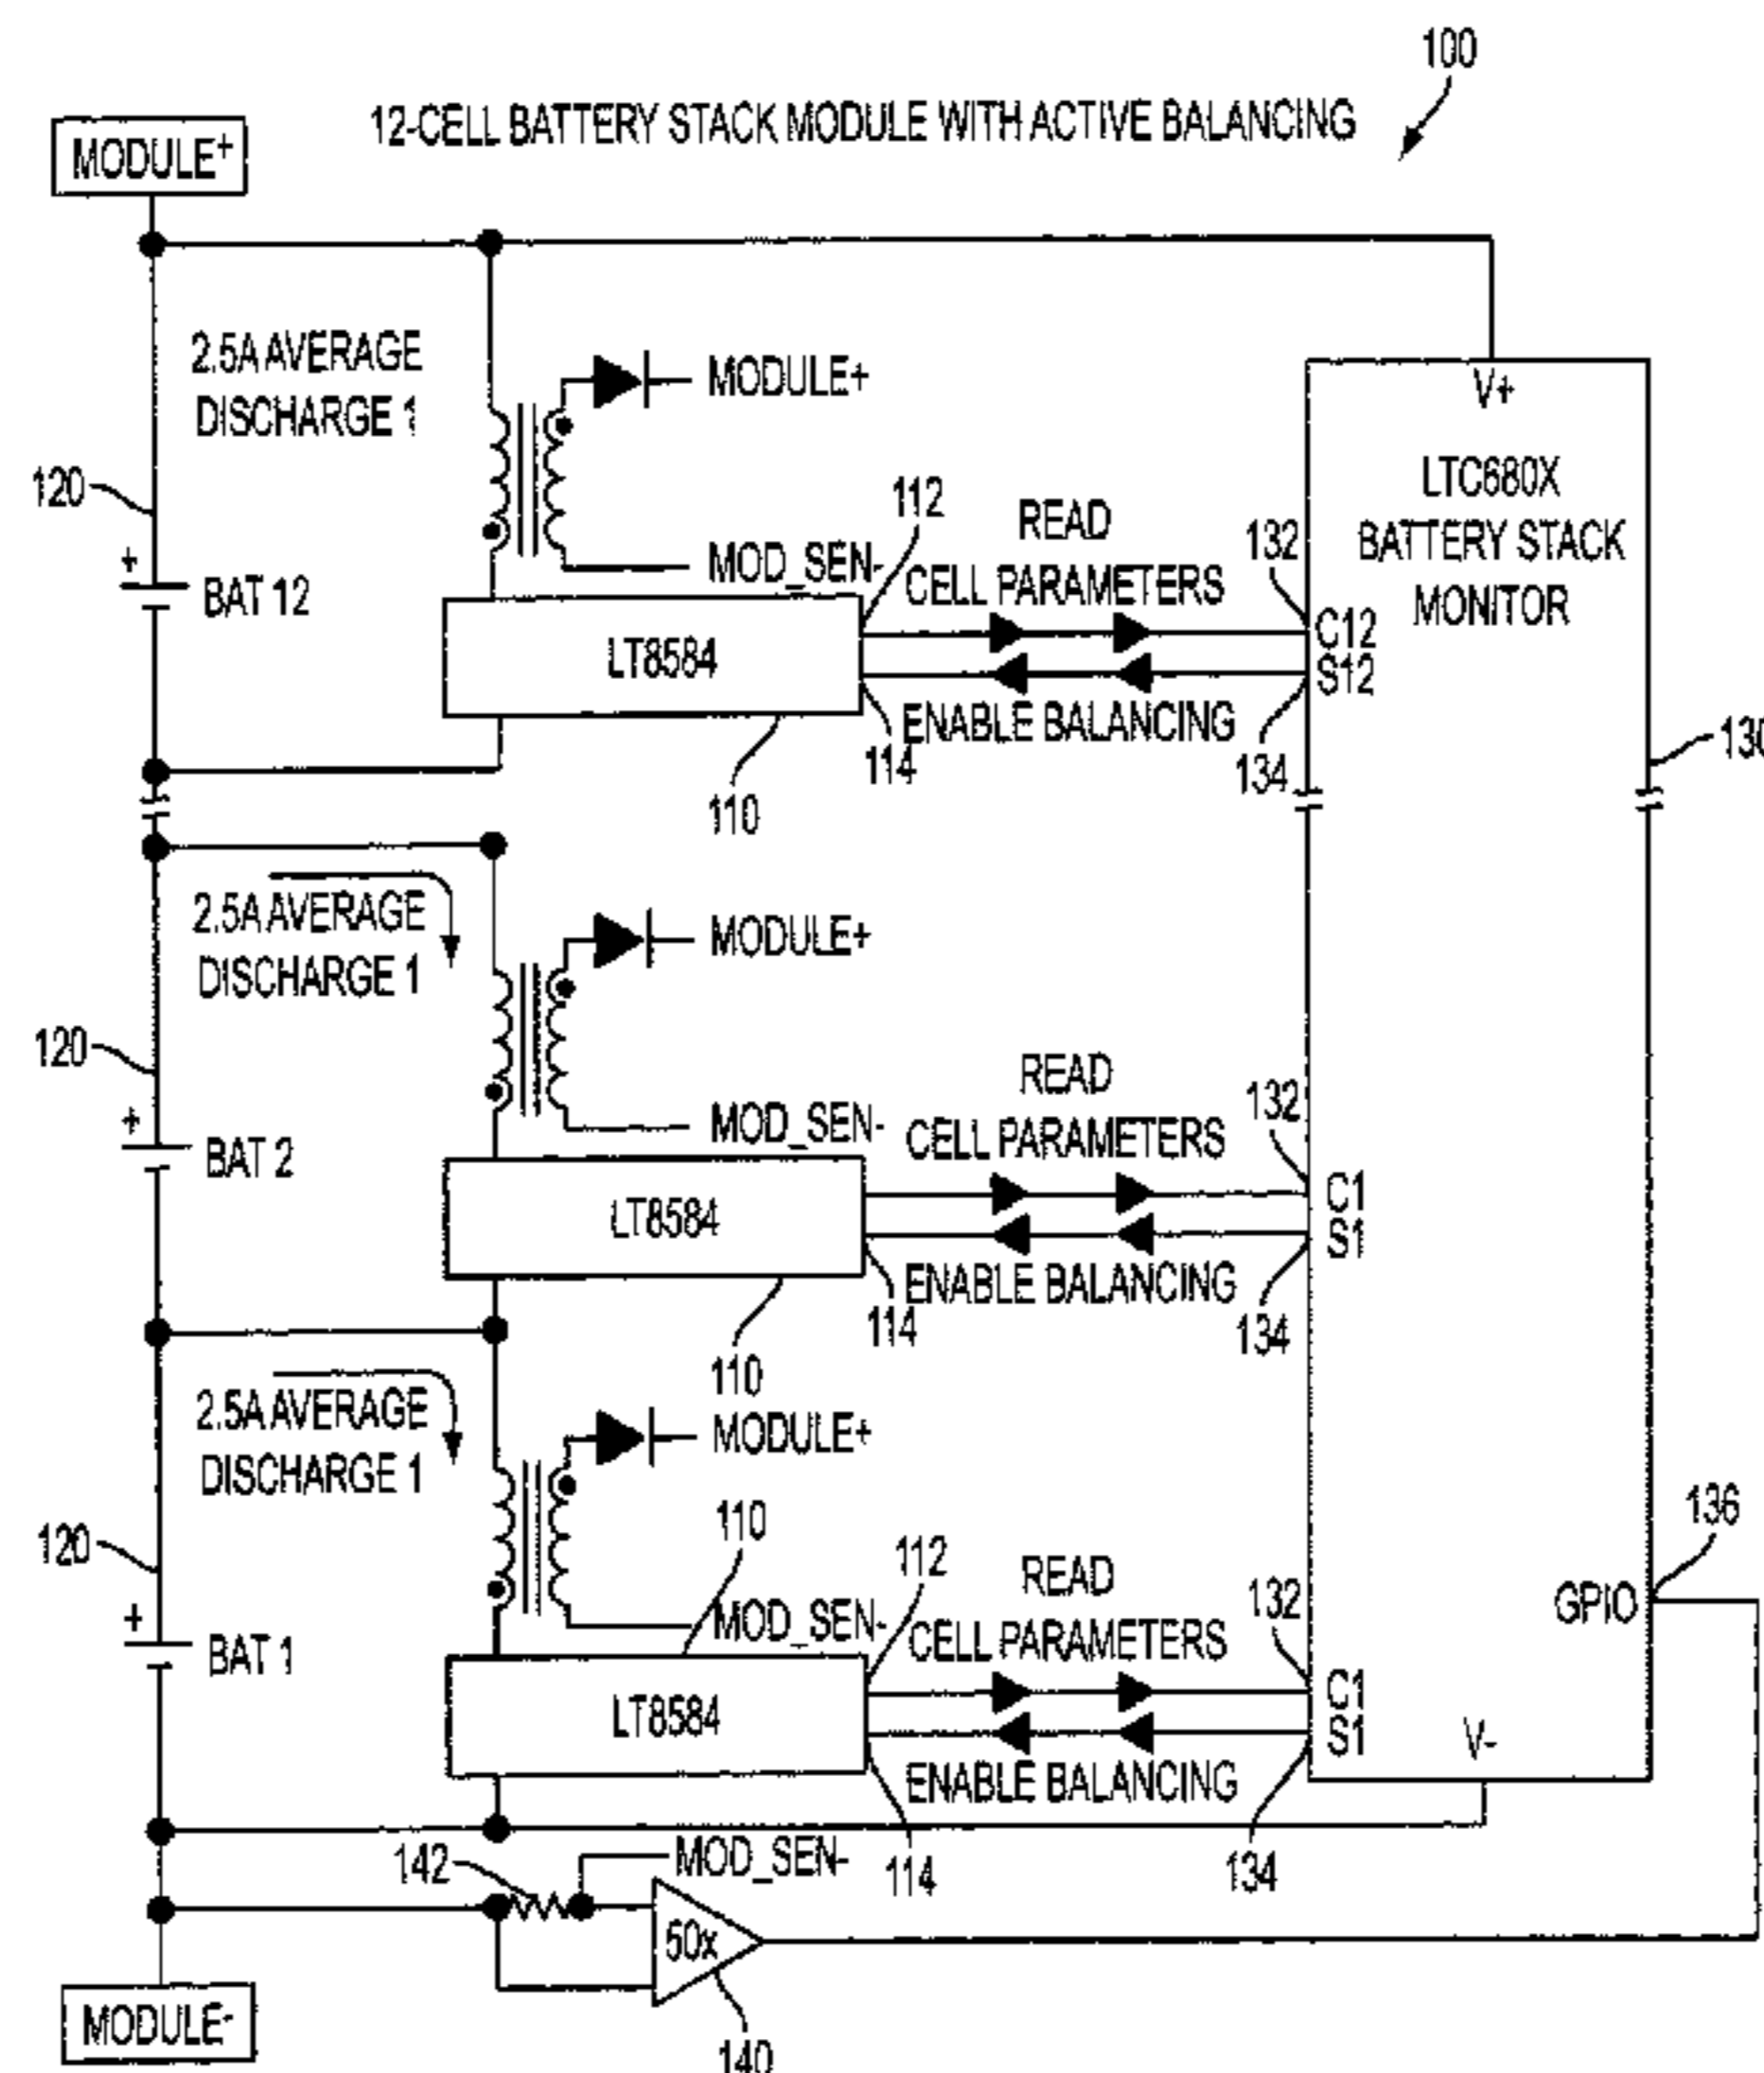 100
12-CELL BATTERY STACK MODULE WITH ACTIVE BALANCING
MODULE+
2.5A AVERAGE
DISCHARGE 1
MODULE+
V+
LTC680X
BATTERY STACK
MONITOR
120
112
READ
132
+
BAT 12
MOD_SEN-
CELL PARAMETERS
C12
LT8584
S12
ENABLE BALANCING
114
134
130
110
2.5A AVERAGE
DISCHARGE 1
MODULE+
120
READ
132
+
BAT 2
MOD_SEN-
CELL PARAMETERS
C1
LT8584
S1
ENABLE BALANCING
114
134
110
2.5A AVERAGE
DISCHARGE 1
MODULE+
136
120
110
112
READ
132
GPIO
+
BAT 1
MOD_SEN-
CELL PARAMETERS
C1
LT8584
S1
V-
ENABLE BALANCING
142
MOD_SEN-
114
134
50x
MODULE-
140